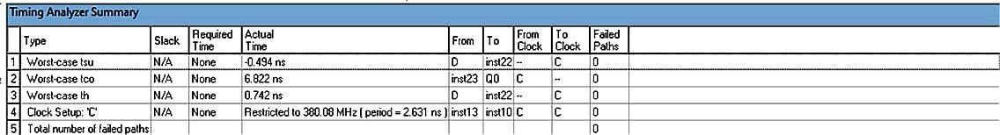 Timing Analyzer Summary
Type Slack Required Time Actual Time From To From Clock To Clock Failed Paths
1 Worst-case tsu N/A None -0.494 ns D inst22 -- C 0
2 Worst-case tco N/A None 6.822 ns inst23 Q0 C -- 0
3 Worst-case th N/A None 0.742 ns D inst22 -- C 0
4 Clock Setup: 'C' N/A None Restricted to 380.08 MHz ( period = 2.631 ns ) inst13 inst10 C C 0
5 Total number of failed paths 0